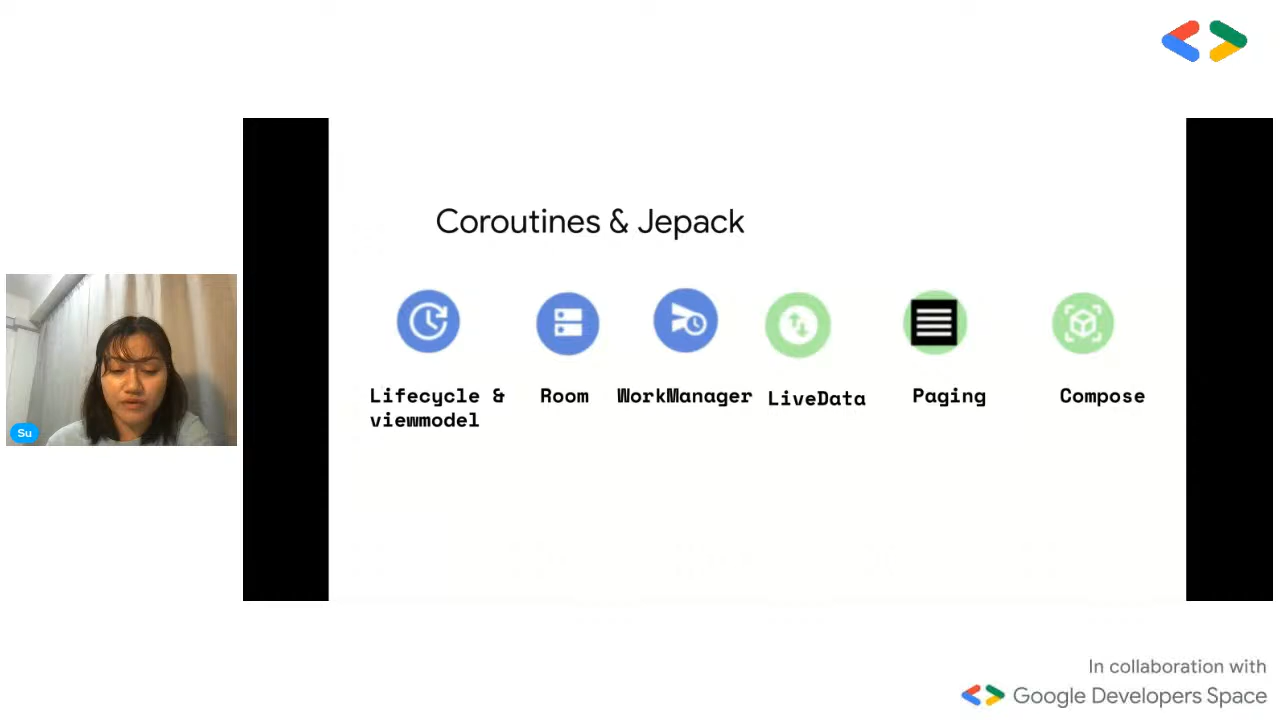 Coroutines & Jepack
Lifecycle &
viewmodel
Room
WorkManager
LiveData
Paging
Compose
Su
In collaboration with
Google Developers Space